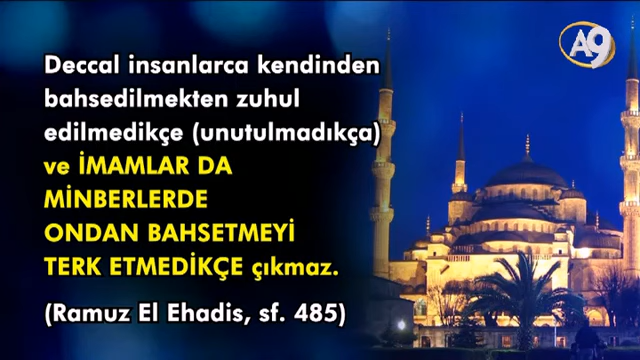 A9
Deccal insanlarca kendinden
bahsedilmekten zuhul
edilmedikçe (unutulmadıkça)
ve İMAMLAR DA
MİNBERLERDE
ONDAN BAHSETMEYİ
TERK ETMEDİKÇE çıkmaz.
(Ramuz El Ehadis, sf. 485)